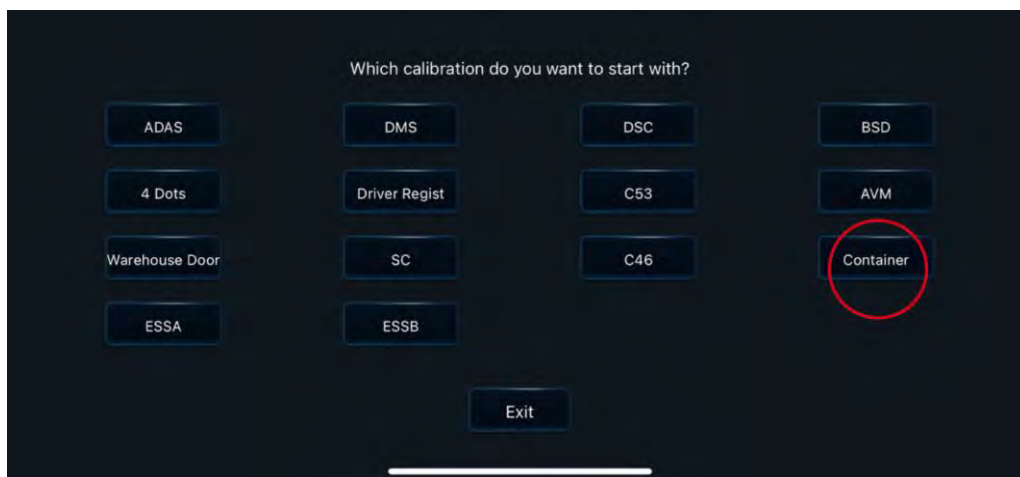 Which calibration do you want to start with?
ADAS DMS DSC BSD
4 Dots Driver Regist C53 AVM
Warehouse Door SC C46 Container
ESSA ESSB
Exit